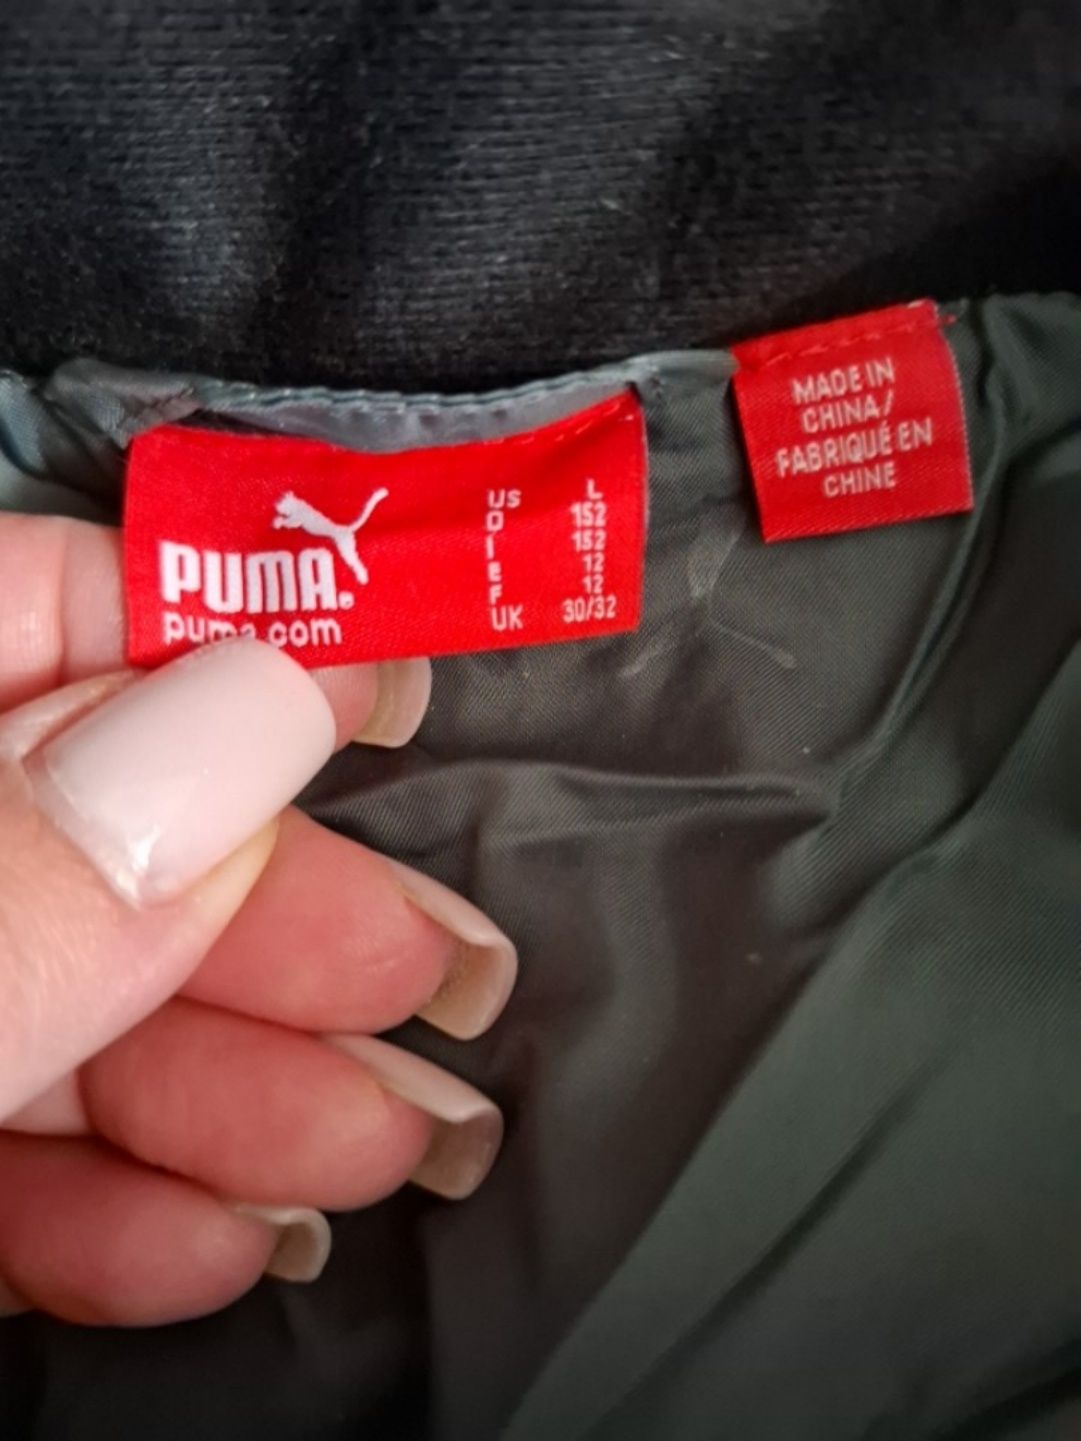 PUMA.
puma.com
US L
D 152
I 152
E 12
F 12
UK 30/32
MADE IN
CHINA/
FABRIQUÉ EN
CHINE